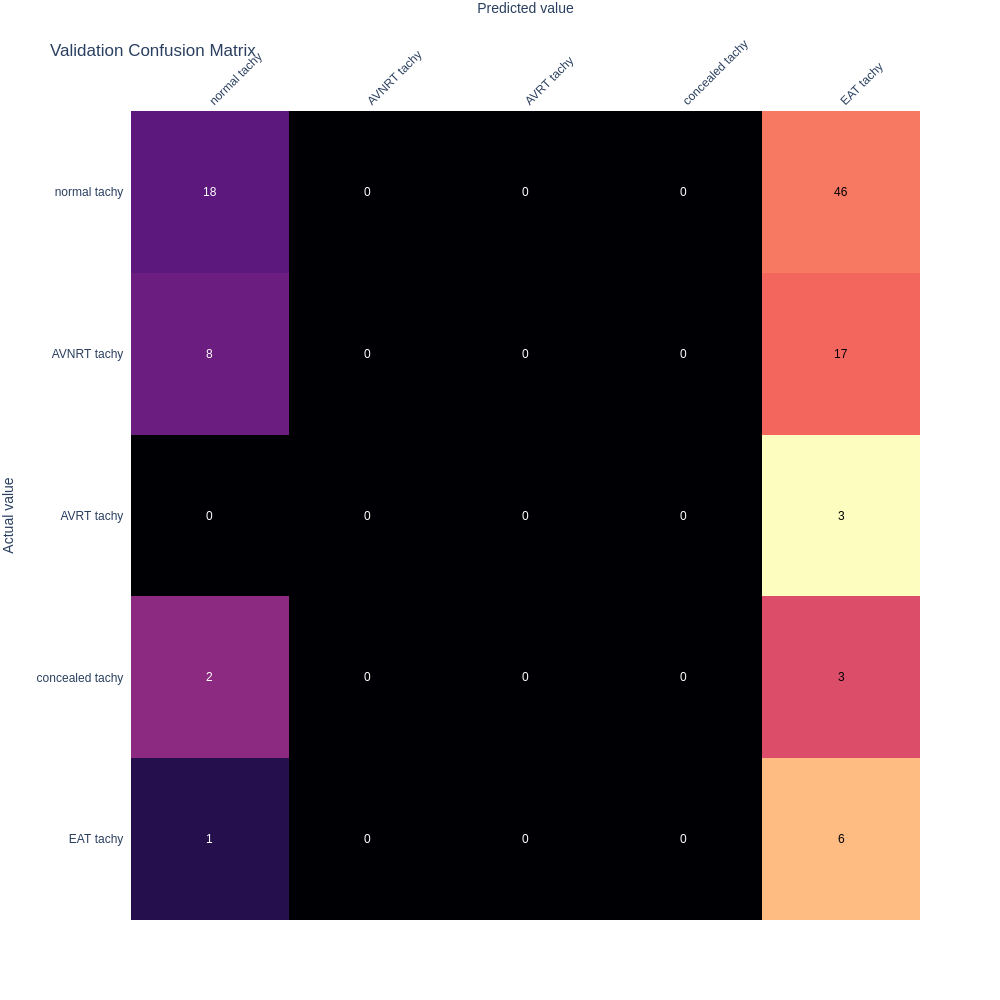 Predicted value
Validation Confusion Matrix
normal tachy
AVNRT tachy
AVRT tachy
concealed tachy
EAT tachy
Actual value
normal tachy 18 0 0 0 46
AVNRT tachy 8 0 0 0 17
AVRT tachy 0 0 0 0 3
concealed tachy 2 0 0 0 3
EAT tachy 1 0 0 0 6